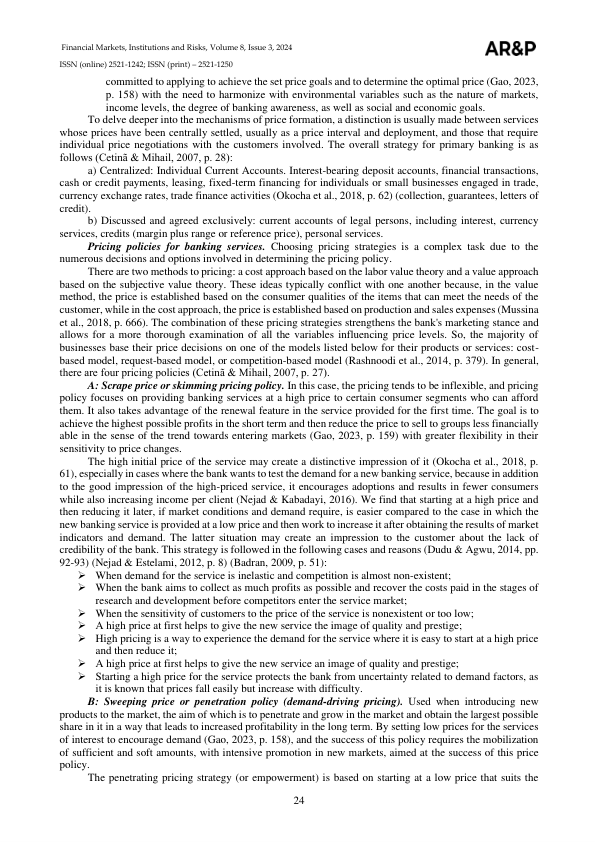 Financial Markets, Institutions and Risks, Volume 8, Issue 3, 2024
AR&P
ISSN (online) 2521-1242; ISSN (print) – 2521-1250
committed to applying to achieve the set price goals and to determine the optimal price (Gao, 2023,
p. 158) with the need to harmonize with environmental variables such as the nature of markets,
income levels, the degree of banking awareness, as well as social and economic goals.
To delve deeper into the mechanisms of price formation, a distinction is usually made between services
whose prices have been centrally settled, usually as a price interval and deployment, and those that require
individual price negotiations with the customers involved. The overall strategy for primary banking is as
follows (Cetină & Mihail, 2007, p. 28):
a) Centralized: Individual Current Accounts. Interest-bearing deposit accounts, financial transactions,
cash or credit payments, leasing, fixed-term financing for individuals or small businesses engaged in trade,
currency exchange rates, trade finance activities (Okocha et al., 2018, p. 62) (collection, guarantees, letters of
credit).
b) Discussed and agreed exclusively: current accounts of legal persons, including interest, currency
services, credits (margin plus range or reference price), personal services.
Pricing policies for banking services. Choosing pricing strategies is a complex task due to the
numerous decisions and options involved in determining the pricing policy.
There are two methods to pricing: a cost approach based on the labor value theory and a value approach
based on the subjective value theory. These ideas typically conflict with one another because, in the value
method, the price is established based on the consumer qualities of the items that can meet the needs of the
customer, while in the cost approach, the price is established based on production and sales expenses (Mussina
et al., 2018, p. 666). The combination of these pricing strategies strengthens the bank's marketing stance and
allows for a more thorough examination of all the variables influencing price levels. So, the majority of
businesses base their price decisions on one of the models listed below for their products or services: cost-
based model, request-based model, or competition-based model (Rashnoodi et al., 2014, p. 379). In general,
there are four pricing policies (Cetină & Mihail, 2007, p. 27).
A: Scrape price or skimming pricing policy. In this case, the pricing tends to be inflexible, and pricing
policy focuses on providing banking services at a high price to certain consumer segments who can afford
them. It also takes advantage of the renewal feature in the service provided for the first time. The goal is to
achieve the highest possible profits in the short term and then reduce the price to sell to groups less financially
able in the sense of the trend towards entering markets (Gao, 2023, p. 159) with greater flexibility in their
sensitivity to price changes.
The high initial price of the service may create a distinctive impression of it (Okocha et al., 2018, p.
61), especially in cases where the bank wants to test the demand for a new banking service, because in addition
to the good impression of the high-priced service, it encourages adoptions and results in fewer consumers
while also increasing income per client (Nejad & Kabadayi, 2016). We find that starting at a high price and
then reducing it later, if market conditions and demand require, is easier compared to the case in which the
new banking service is provided at a low price and then work to increase it after obtaining the results of market
indicators and demand. The latter situation may create an impression to the customer about the lack of
credibility of the bank. This strategy is followed in the following cases and reasons (Dudu & Agwu, 2014, pp.
92-93) (Nejad & Estelami, 2012, p. 8) (Badran, 2009, p. 51):
➢ When demand for the service is inelastic and competition is almost non-existent;
➢ When the bank aims to collect as much profits as possible and recover the costs paid in the stages of
research and development before competitors enter the service market;
➢ When the sensitivity of customers to the price of the service is nonexistent or too low;
➢ A high price at first helps to give the new service the image of quality and prestige;
➢ High pricing is a way to experience the demand for the service where it is easy to start at a high price
and then reduce it;
➢ A high price at first helps to give the new service an image of quality and prestige;
➢ Starting a high price for the service protects the bank from uncertainty related to demand factors, as
it is known that prices fall easily but increase with difficulty.
B: Sweeping price or penetration policy (demand-driving pricing). Used when introducing new
products to the market, the aim of which is to penetrate and grow in the market and obtain the largest possible
share in it in a way that leads to increased profitability in the long term. By setting low prices for the services
of interest to encourage demand (Gao, 2023, p. 158), and the success of this policy requires the mobilization
of sufficient and soft amounts, with intensive promotion in new markets, aimed at the success of this price
policy.
The penetrating pricing strategy (or empowerment) is based on starting at a low price that suits the
24